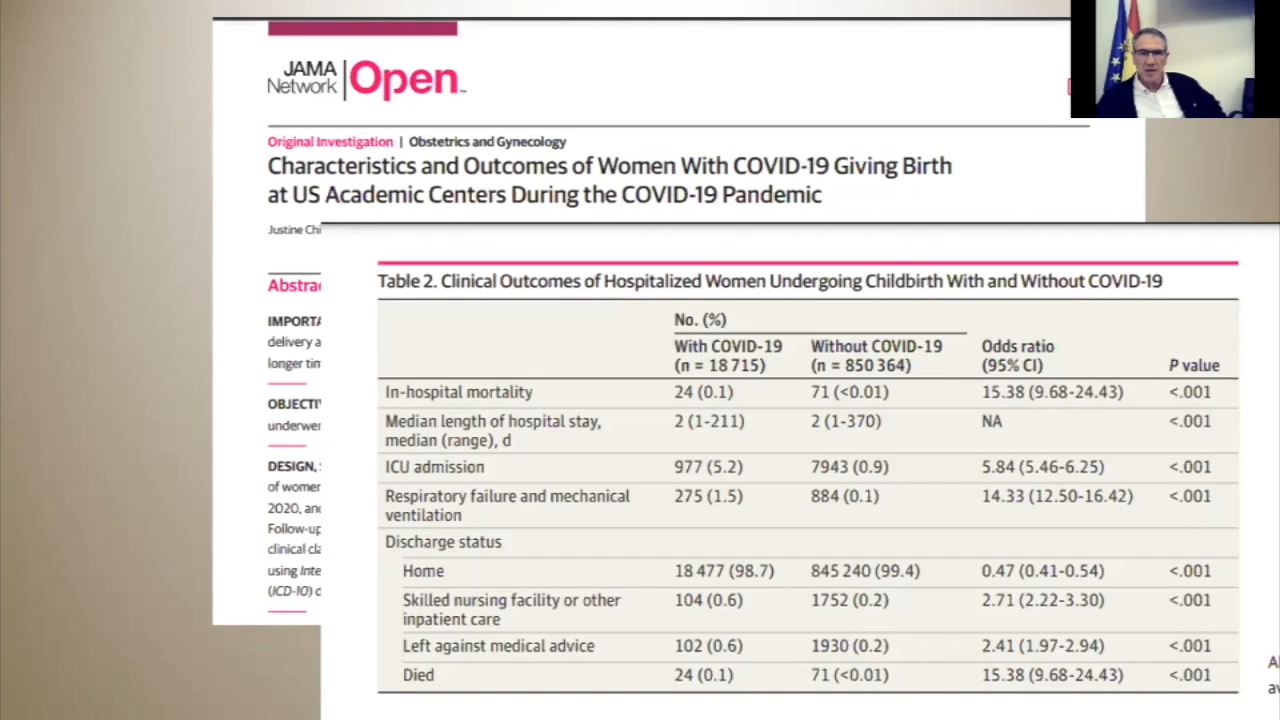 JAMA
Network
Open
Original Investigation | Obstetrics and Gynecology
Characteristics and Outcomes of Women With COVID-19 Giving Birth
at US Academic Centers During the COVID-19 Pandemic
Justine Chi
Abstra
IMPORTA
delivery a
longer tim
OBJECTIV
underwer
DESIGN,
of women
2020, and
Follow-up
clinical cla
using Inte
(ICD-10) d
Table 2. Clinical Outcomes of Hospitalized Women Undergoing Childbirth With and Without COVID-19
No. (%)
With COVID-19 (n = 18 715) Without COVID-19 (n = 850 364) Odds ratio (95% CI) P value
In-hospital mortality 24 (0.1) 71 (<0.01) 15.38 (9.68-24.43) <.001
Median length of hospital stay, median (range), d 2 (1-211) 2 (1-370) NA <.001
ICU admission 977 (5.2) 7943 (0.9) 5.84 (5.46-6.25) <.001
Respiratory failure and mechanical ventilation 275 (1.5) 884 (0.1) 14.33 (12.50-16.42) <.001
Discharge status
Home 18 477 (98.7) 845 240 (99.4) 0.47 (0.41-0.54) <.001
Skilled nursing facility or other inpatient care 104 (0.6) 1752 (0.2) 2.71 (2.22-3.30) <.001
Left against medical advice 102 (0.6) 1930 (0.2) 2.41 (1.97-2.94) <.001
Died 24 (0.1) 71 (<0.01) 15.38 (9.68-24.43) <.001